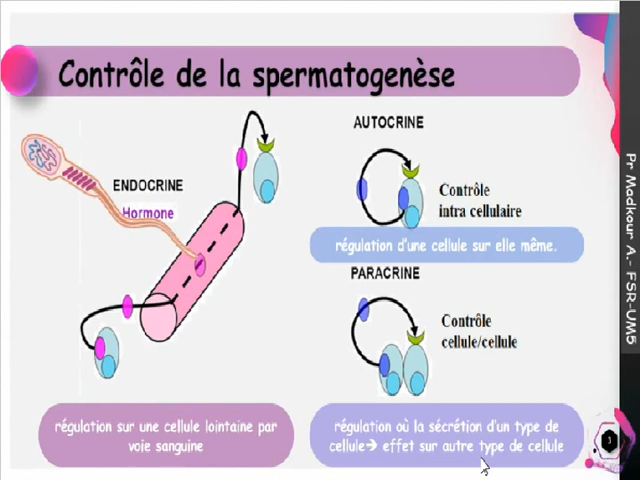 Contrôle de la spermatogenèse
ENDOCRINE
Hormone
régulation sur une cellule lointaine par
voie sanguine
AUTOCRINE
Contrôle
intra cellulaire
régulation d'une cellule sur elle même.
PARACRINE
Contrôle
cellule/cellule
régulation où la sécrétion d'un type de
cellule→ effet sur autre type de cellule
Pr Madkour A.- FSR-UM5
3